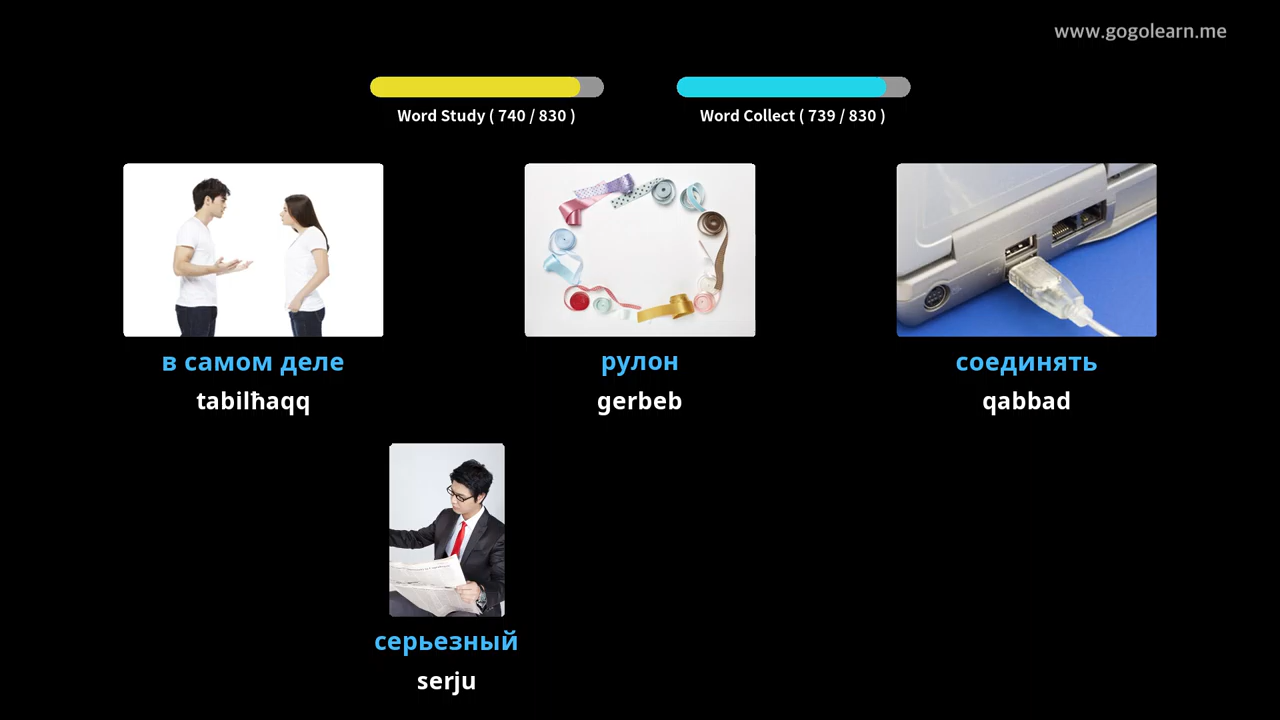 www.gogolearn.me
Word Study ( 740 / 830 )
Word Collect ( 739 / 830 )
в самом деле
tabilħaqq
рулон
gerbeb
соединять
qabbad
серьезный
serju